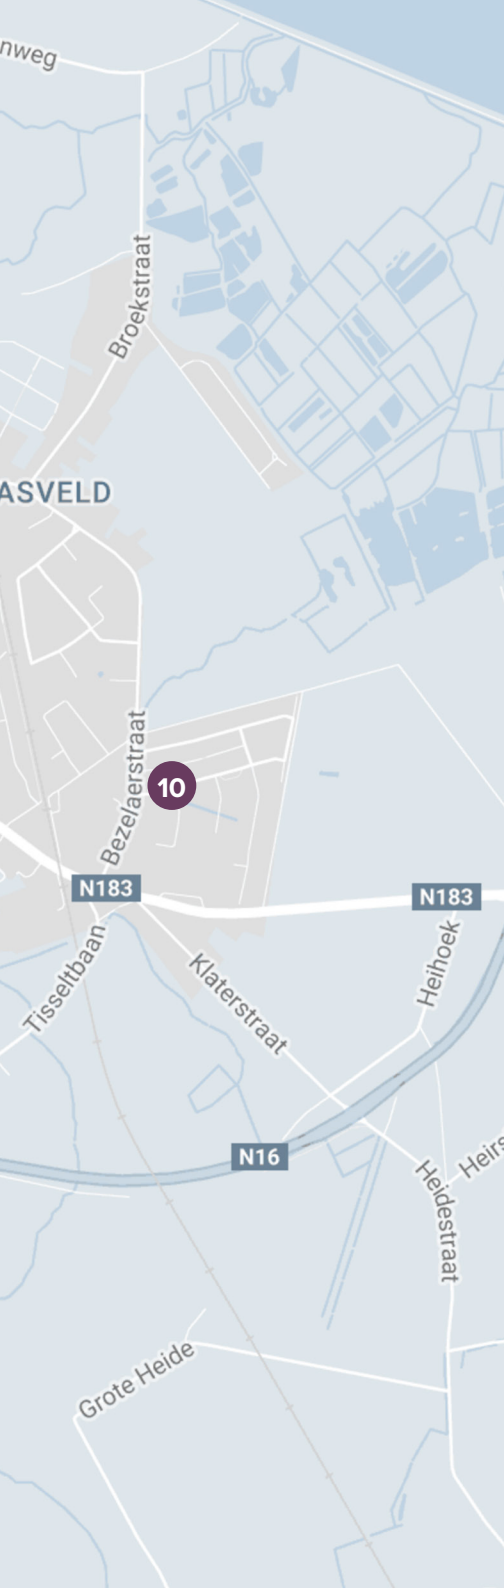 nweg
Broekstraat
ASVELD
Bezelaerstraat
10
N183
N183
Tisseltbaan
Klaterstraat
Heihoek
N16
Heirs
Heidestraat
Grote Heide